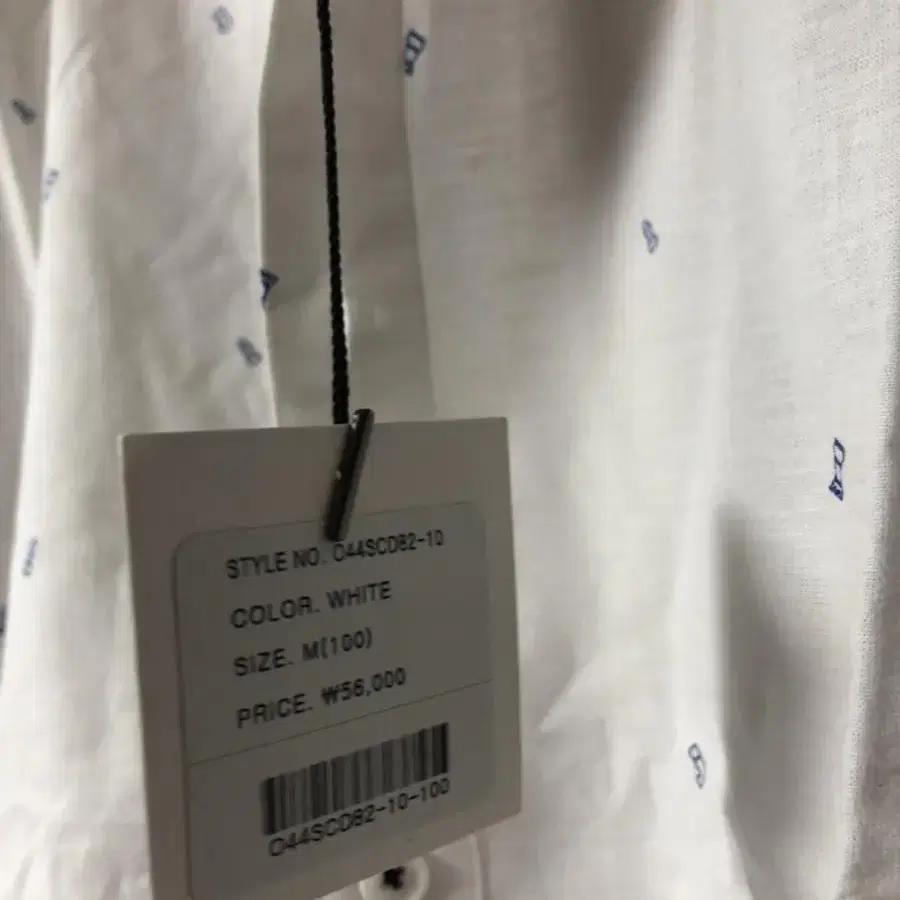 STYLE NO. O44SCD82-10
COLOR. WHITE
SIZE. M(100)
PRICE. ₩56,000
O44SCD82-10-100